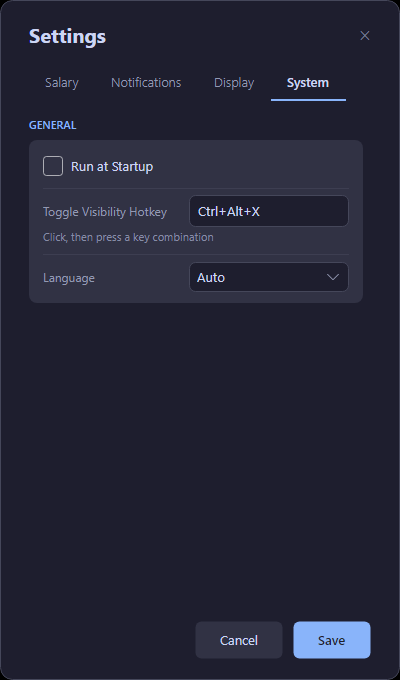 Settings
Salary Notifications Display System
GENERAL
Run at Startup
Toggle Visibility Hotkey Ctrl+Alt+X
Click, then press a key combination
Language Auto
Cancel Save